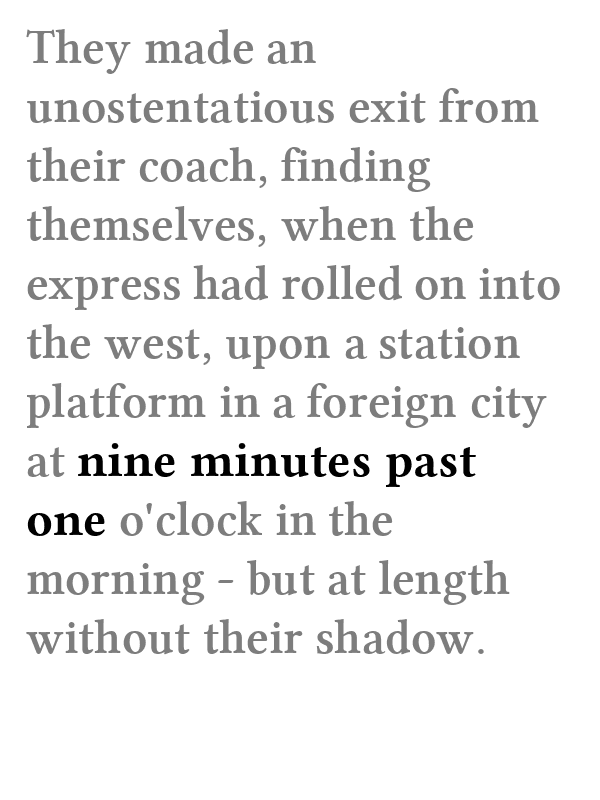 They made an
unostentatious exit from
their coach, finding
themselves, when the
express had rolled on into
the west, upon a station
platform in a foreign city
at nine minutes past
one o'clock in the
morning - but at length
without their shadow.